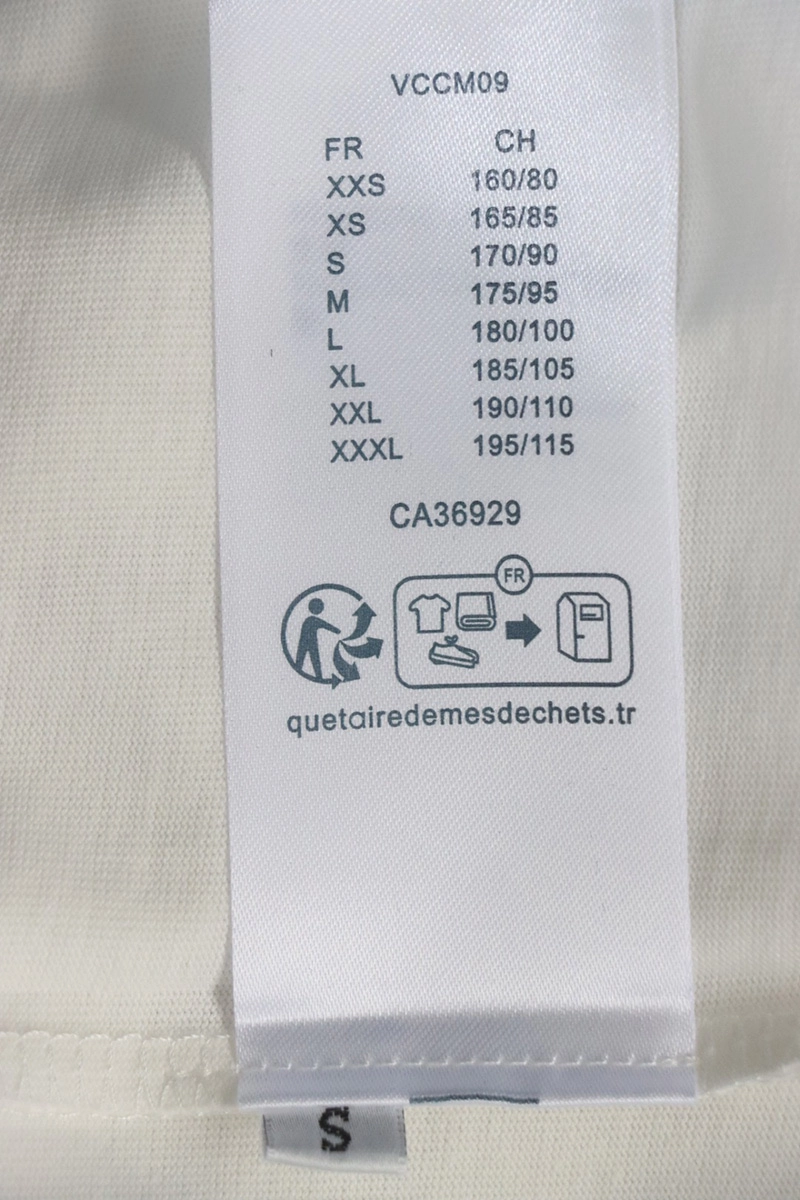 VCCM09
FR CH
XXS 160/80
XS 165/85
S 170/90
M 175/95
L 180/100
XL 185/105
XXL 190/110
XXXL 195/115
CA36929
FR
quetairedemesdechets.tr
S